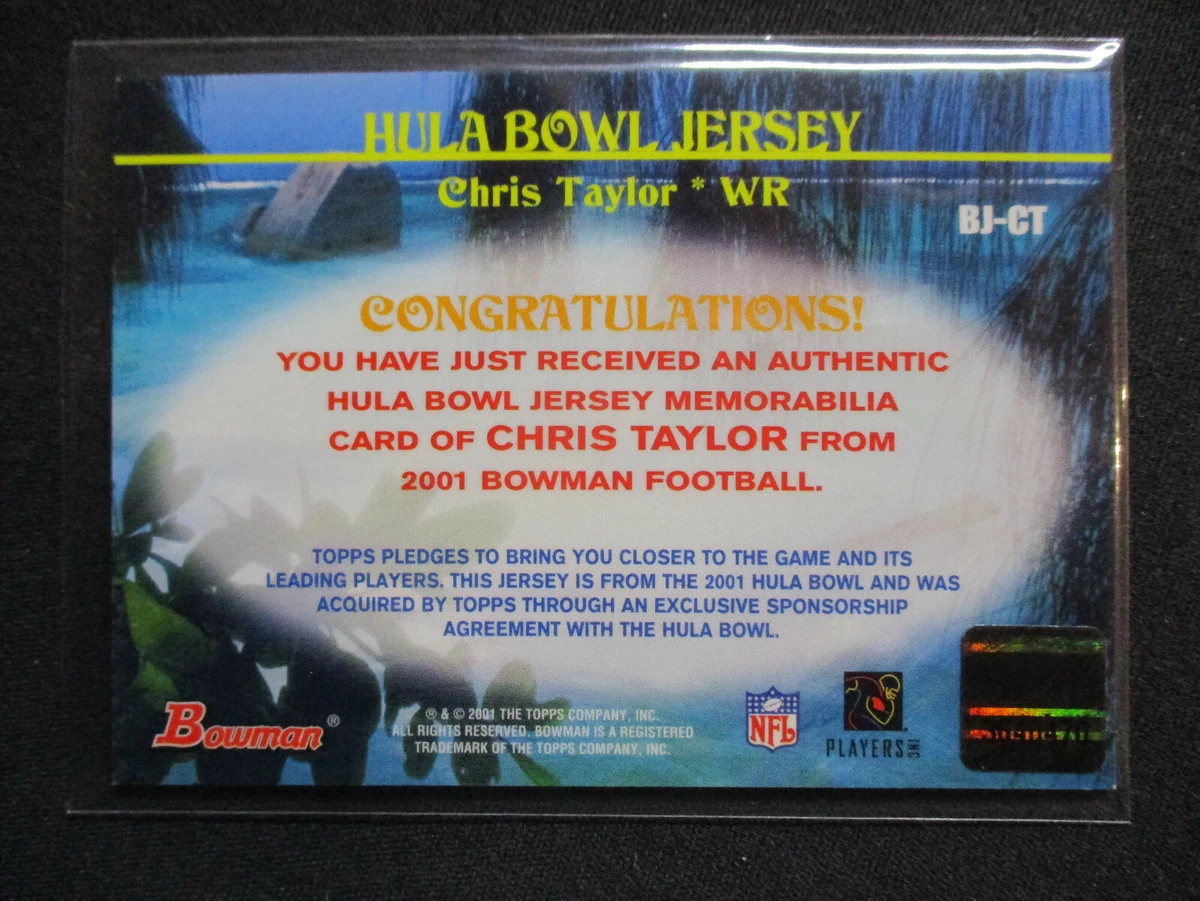 HULA BOWL JERSEY
Chris Taylor * WR
BJ-CT
CONGRATULATIONS!
YOU HAVE JUST RECEIVED AN AUTHENTIC
HULA BOWL JERSEY MEMORABILIA
CARD OF CHRIS TAYLOR FROM
2001 BOWMAN FOOTBALL.
TOPPS PLEDGES TO BRING YOU CLOSER TO THE GAME AND ITS
LEADING PLAYERS. THIS JERSEY IS FROM THE 2001 HULA BOWL AND WAS
ACQUIRED BY TOPPS THROUGH AN EXCLUSIVE SPONSORSHIP
AGREEMENT WITH THE HULA BOWL.
Bowman®
® & © 2001 THE TOPPS COMPANY, INC.
ALL RIGHTS RESERVED. BOWMAN IS A REGISTERED
TRADEMARK OF THE TOPPS COMPANY, INC.
NFL
PLAYERS INC